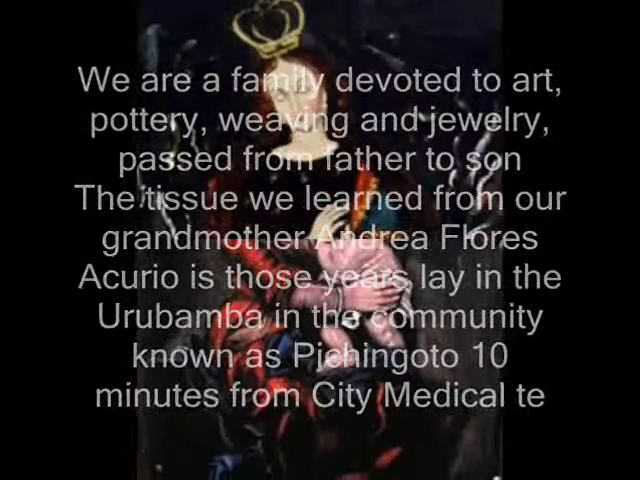 We are a family devoted to art,
pottery, weaving and jewelry,
passed from father to son
The tissue we learned from our
grandmother Andrea Flores
Acurio is those years lay in the
Urubamba in the community
known as Pichingoto 10
minutes from City Medical te